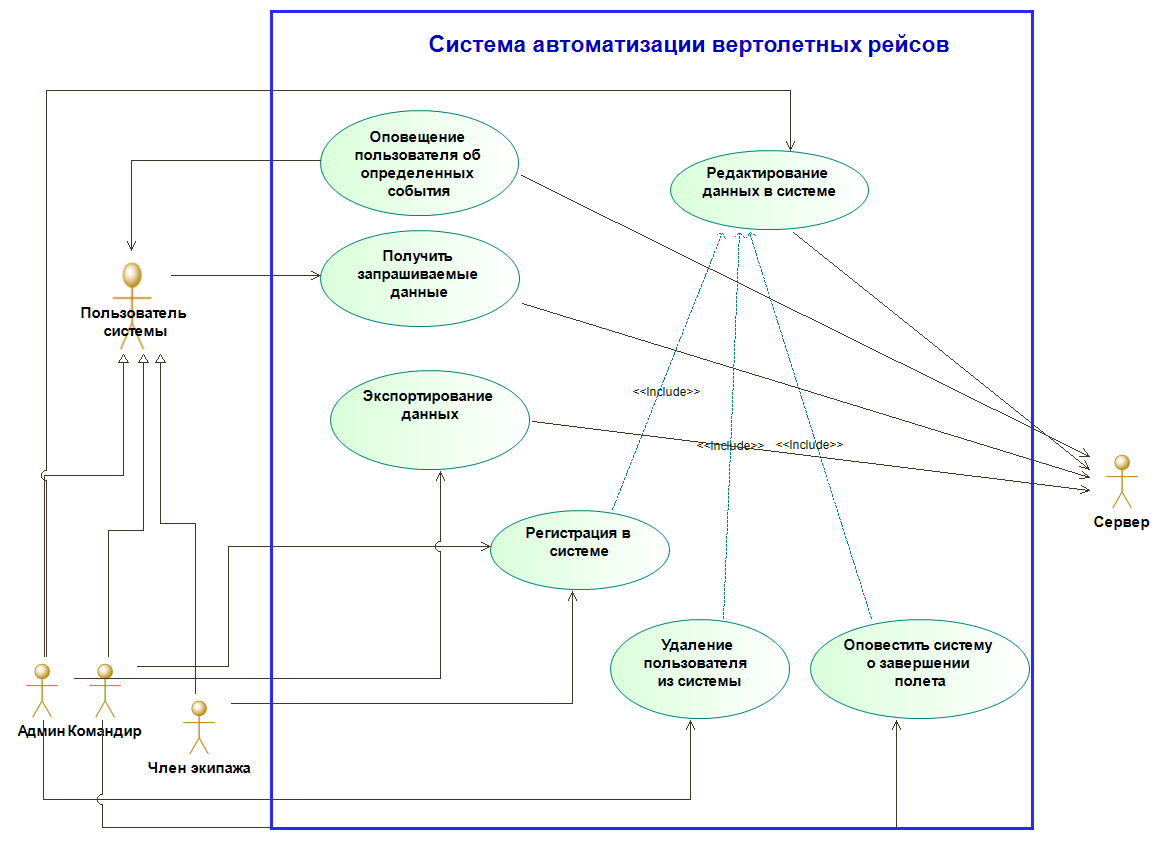 Система автоматизации вертолетных рейсов
Оповещение
пользователя об
определенных
события
Редактирование
данных в системе
Получить
запрашиваемые
данные
Пользователь
системы
Экспортирование
данных
<<Include>>
<<Include>>
<<Include>>
Сервер
Регистрация в
системе
Удаление
пользователя
из системы
Оповестить систему
о завершении
полета
Админ
Командир
Член экипажа